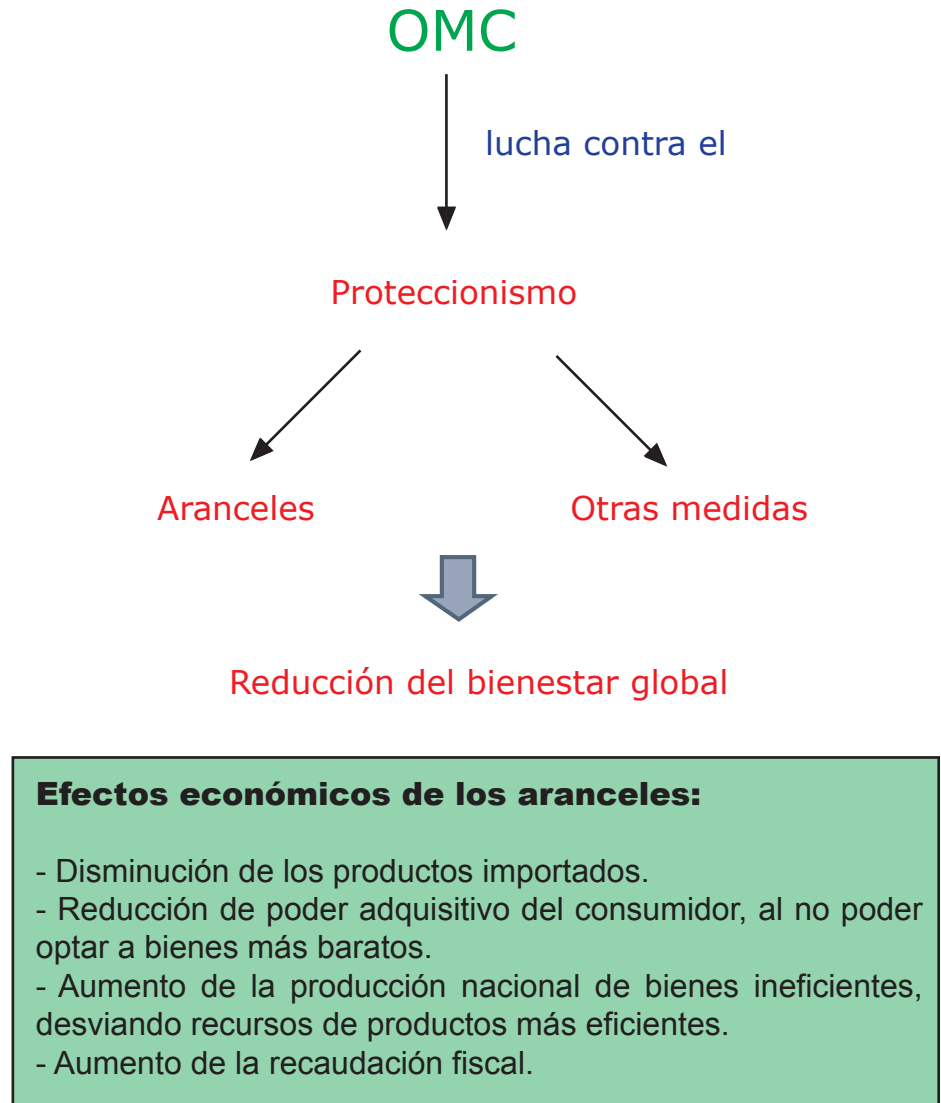 OMC
lucha contra el
Proteccionismo
Aranceles
Otras medidas
Reducción del bienestar global
Efectos económicos de los aranceles:
- Disminución de los productos importados.
- Reducción de poder adquisitivo del consumidor, al no poder
optar a bienes más baratos.
- Aumento de la producción nacional de bienes ineficientes,
desviando recursos de productos más eficientes.
- Aumento de la recaudación fiscal.